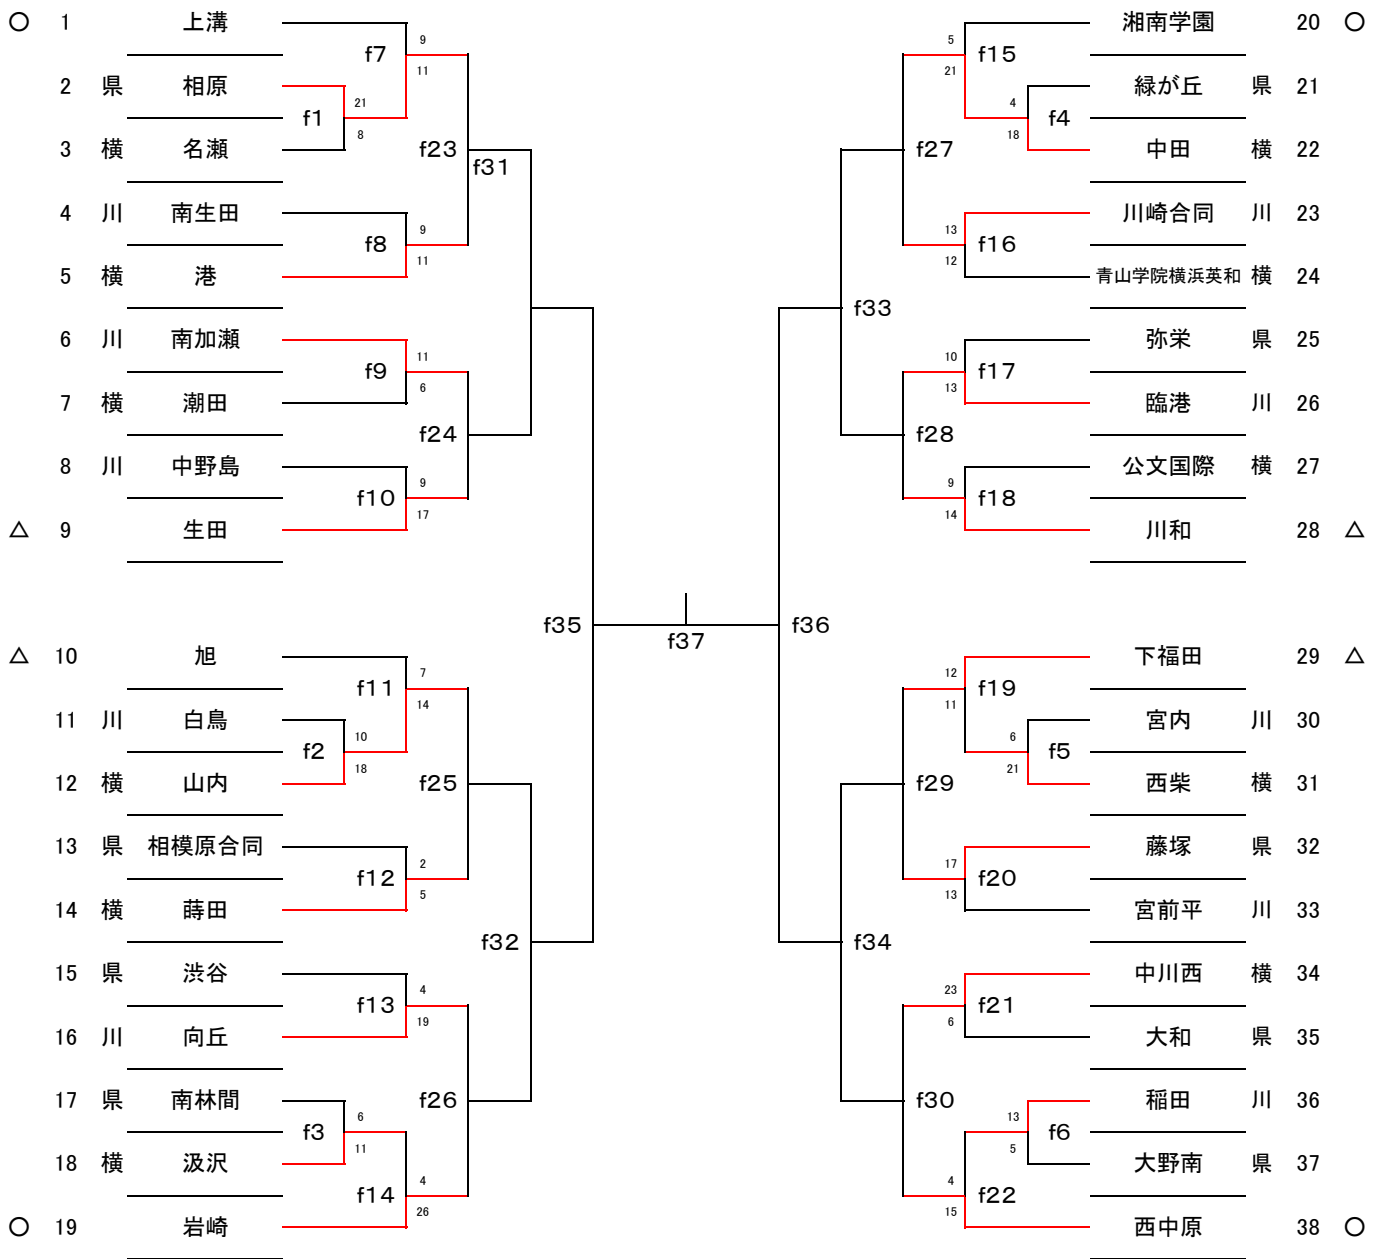 ○ 1 上溝
f7
9
11
2 県 相原
f1
21
8
3 横 名瀬
f23
f31
4 川 南生田
f8
9
11
5 横 港
6 川 南加瀬
f9
11
6
7 横 潮田
f24
8 川 中野島
f10
9
17
△ 9 生田
f35
△ 10 旭
f11
7
14
11 川 白鳥
f2
10
18
12 横 山内
f25
13 県 相模原合同
f12
2
5
14 横 蒔田
f32
15 県 渋谷
f13
4
19
16 川 向丘
17 県 南林間
f26
f3
6
11
18 横 汲沢
f14
4
26
○ 19 岩崎
f37
湘南学園 20 ○
5
21
f15
緑が丘 県 21
4
18
f4
中田 横 22
f27
川崎合同 川 23
13
12
f16
青山学院横浜英和 横 24
f33
弥栄 県 25
10
13
f17
臨港 川 26
f28
公文国際 横 27
9
14
f18
川和 28 △
f36
下福田 29 △
12
11
f19
宮内 川 30
6
21
f5
西柴 横 31
f29
藤塚 県 32
17
13
f20
宮前平 川 33
f34
中川西 横 34
23
6
f21
大和 県 35
稲田 川 36
f30
13
5
f6
大野南 県 37
4
15
f22
西中原 38 ○